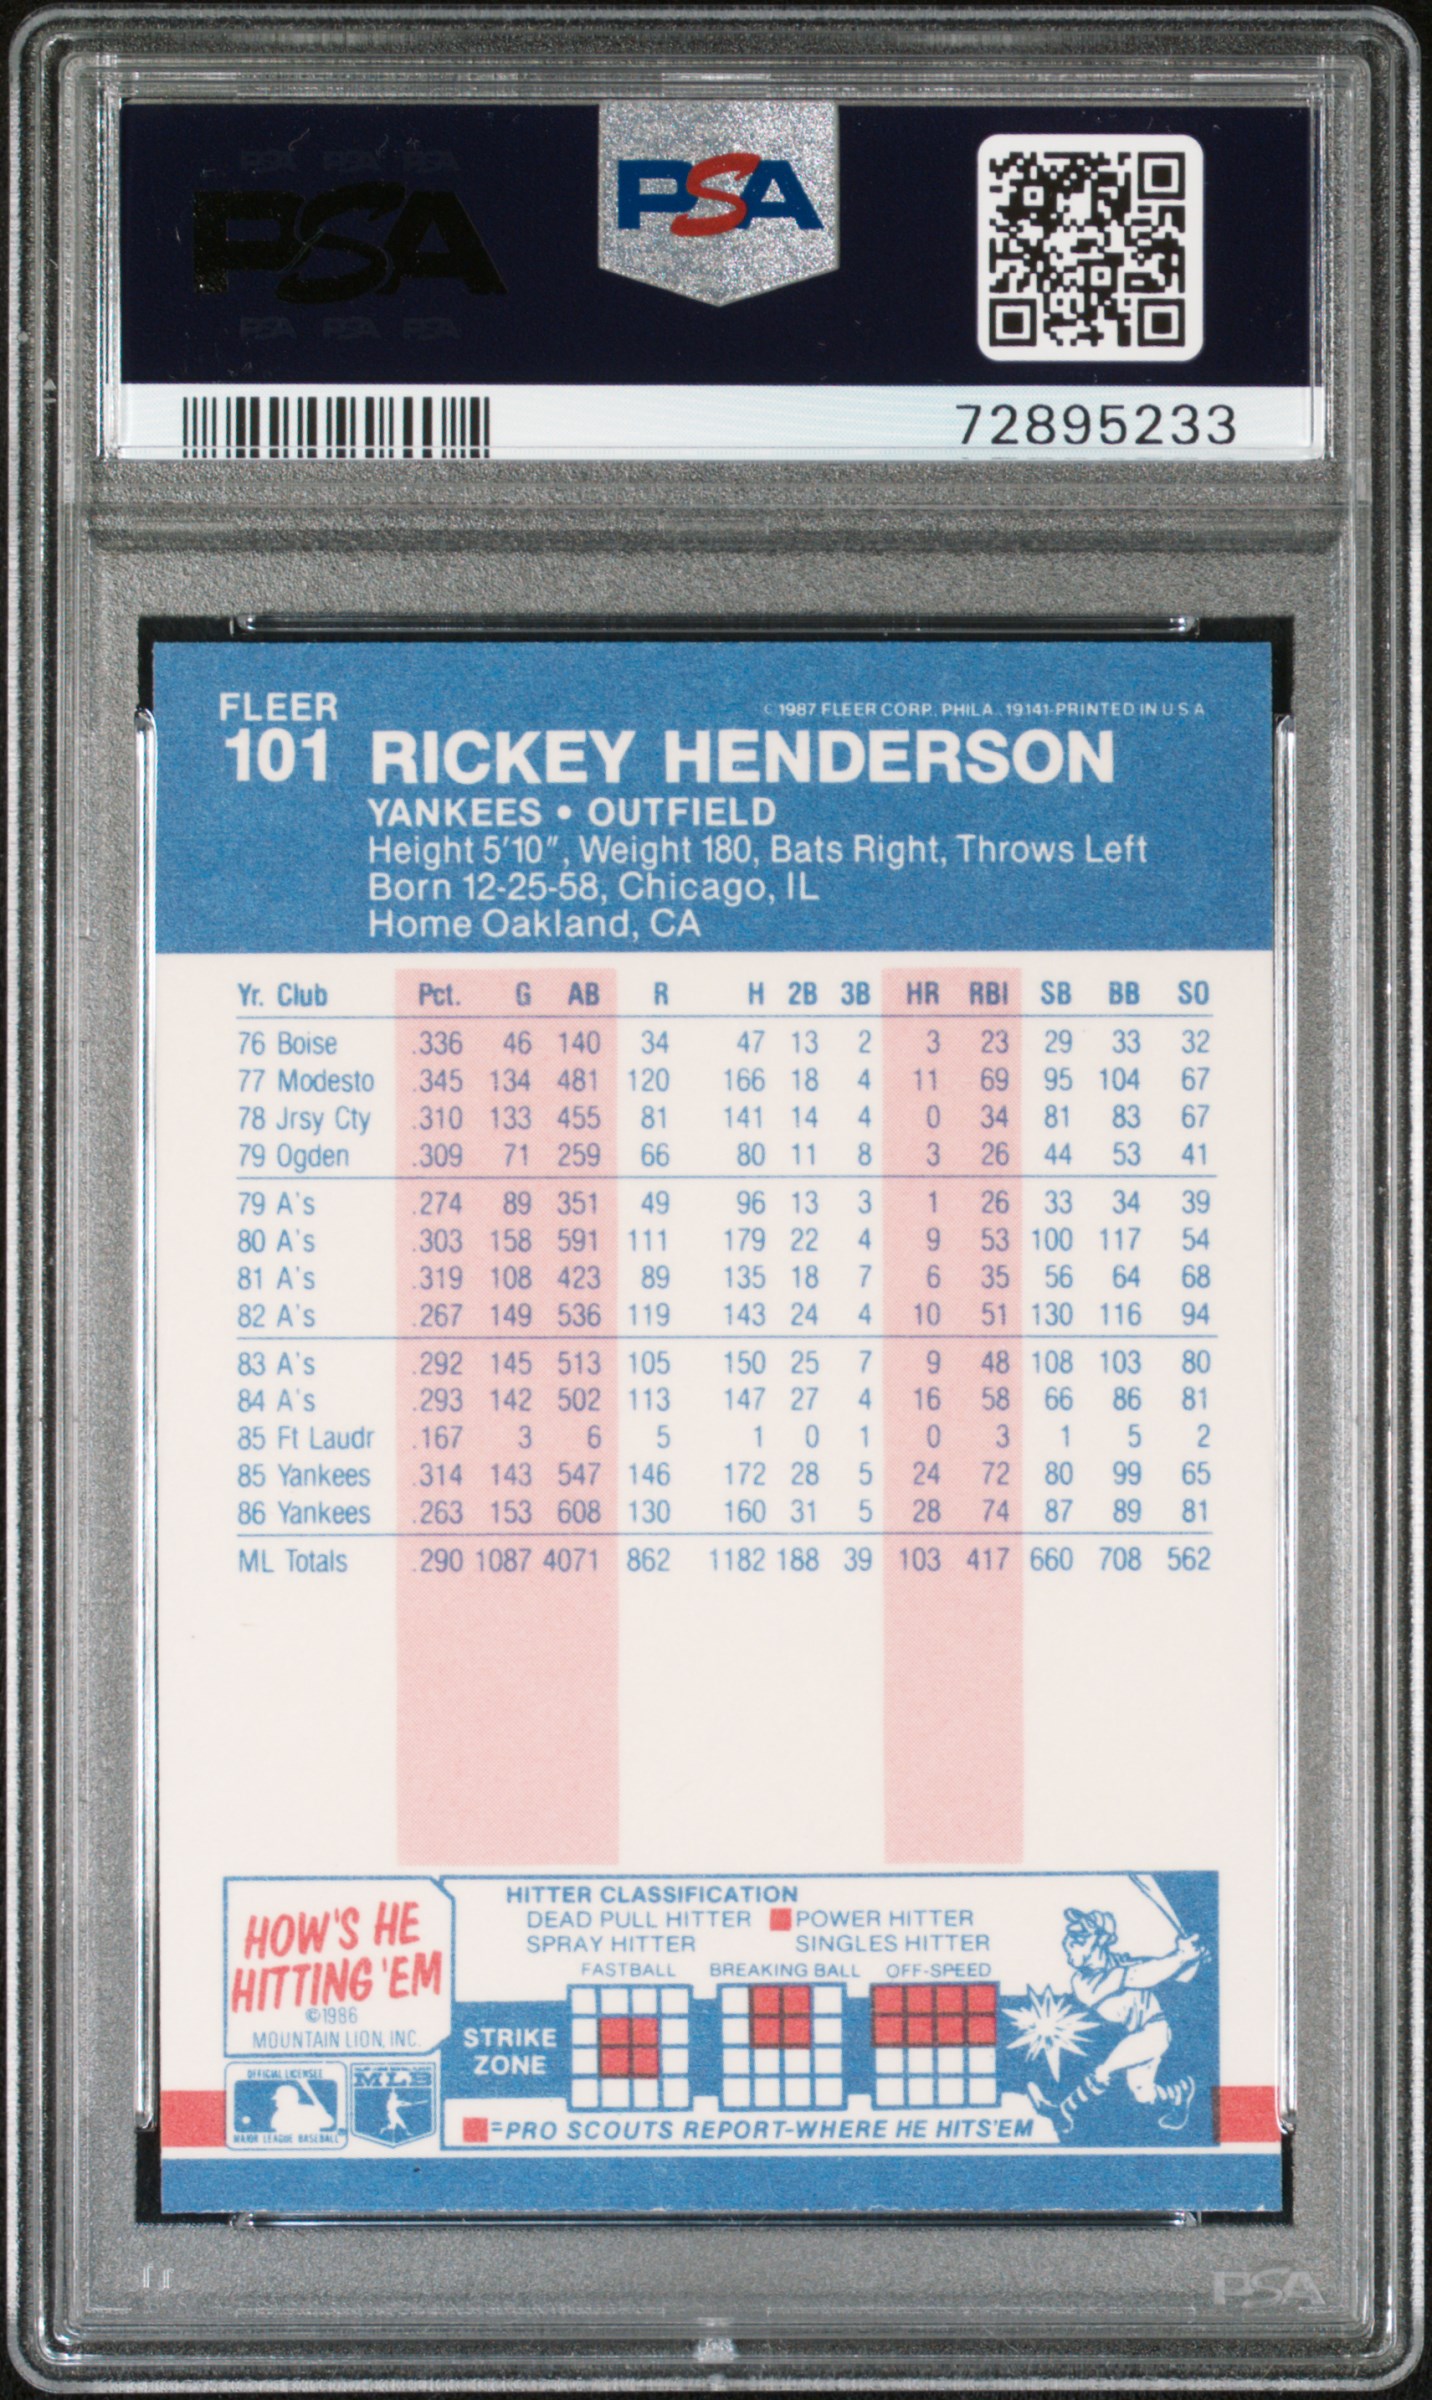 PSA PSA PSA
PSA
PSA PSA PSA
PSA
72895233
FLEER
©1987 FLEER CORP. PHILA. 19141-PRINTED IN U S A
101 RICKEY HENDERSON
YANKEES • OUTFIELD
Height 5'10", Weight 180, Bats Right, Throws Left
Born 12-25-58, Chicago, IL
Home Oakland, CA
Yr. Club Pct. G AB R H 2B 3B HR RBI SB BB SO
76 Boise .336 46 140 34 47 13 2 3 23 29 33 32
77 Modesto .345 134 481 120 166 18 4 11 69 95 104 67
78 Jrsy Cty .310 133 455 81 141 14 4 0 34 81 83 67
79 Ogden .309 71 259 66 80 11 8 3 26 44 53 41
79 A's .274 89 351 49 96 13 3 1 26 33 34 39
80 A's .303 158 591 111 179 22 4 9 53 100 117 54
81 A's .319 108 423 89 135 18 7 6 35 56 64 68
82 A's .267 149 536 119 143 24 4 10 51 130 116 94
83 A's .292 145 513 105 150 25 7 9 48 108 103 80
84 A's .293 142 502 113 147 27 4 16 58 66 86 81
85 Ft Laudr .167 3 6 5 1 0 1 0 3 1 5 2
85 Yankees .314 143 547 146 172 28 5 24 72 80 99 65
86 Yankees .263 153 608 130 160 31 5 28 74 87 89 81
ML Totals .290 1087 4071 862 1182 188 39 103 417 660 708 562
HOW'S HE
HITTING 'EM
©1986
MOUNTAIN LION, INC.
HITTER CLASSIFICATION
DEAD PULL HITTER POWER HITTER
SPRAY HITTER SINGLES HITTER
FASTBALL BREAKING BALL OFF-SPEED
STRIKE
ZONE
=PRO SCOUTS REPORT-WHERE HE HITS'EM
OFFICIAL LICENSEE
MAJOR LEAGUE BASEBALL
MLB
PSA